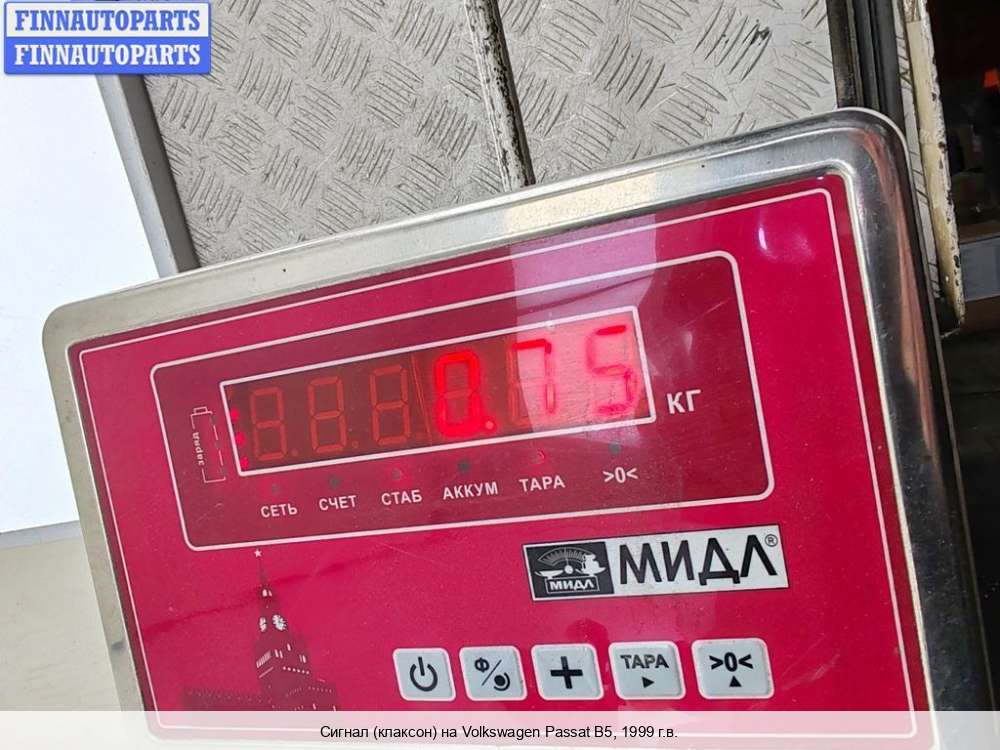 FINNAUTOPARTS
FINNAUTOPARTS
0.75
КГ
заряд
СЕТЬ СЧЕТ СТАБ АККУМ ТАРА >0<
МИДЛ МИДЛ®
Ф
ТАРА >0<
Сигнал (клаксон) на Volkswagen Passat B5, 1999 г.в.